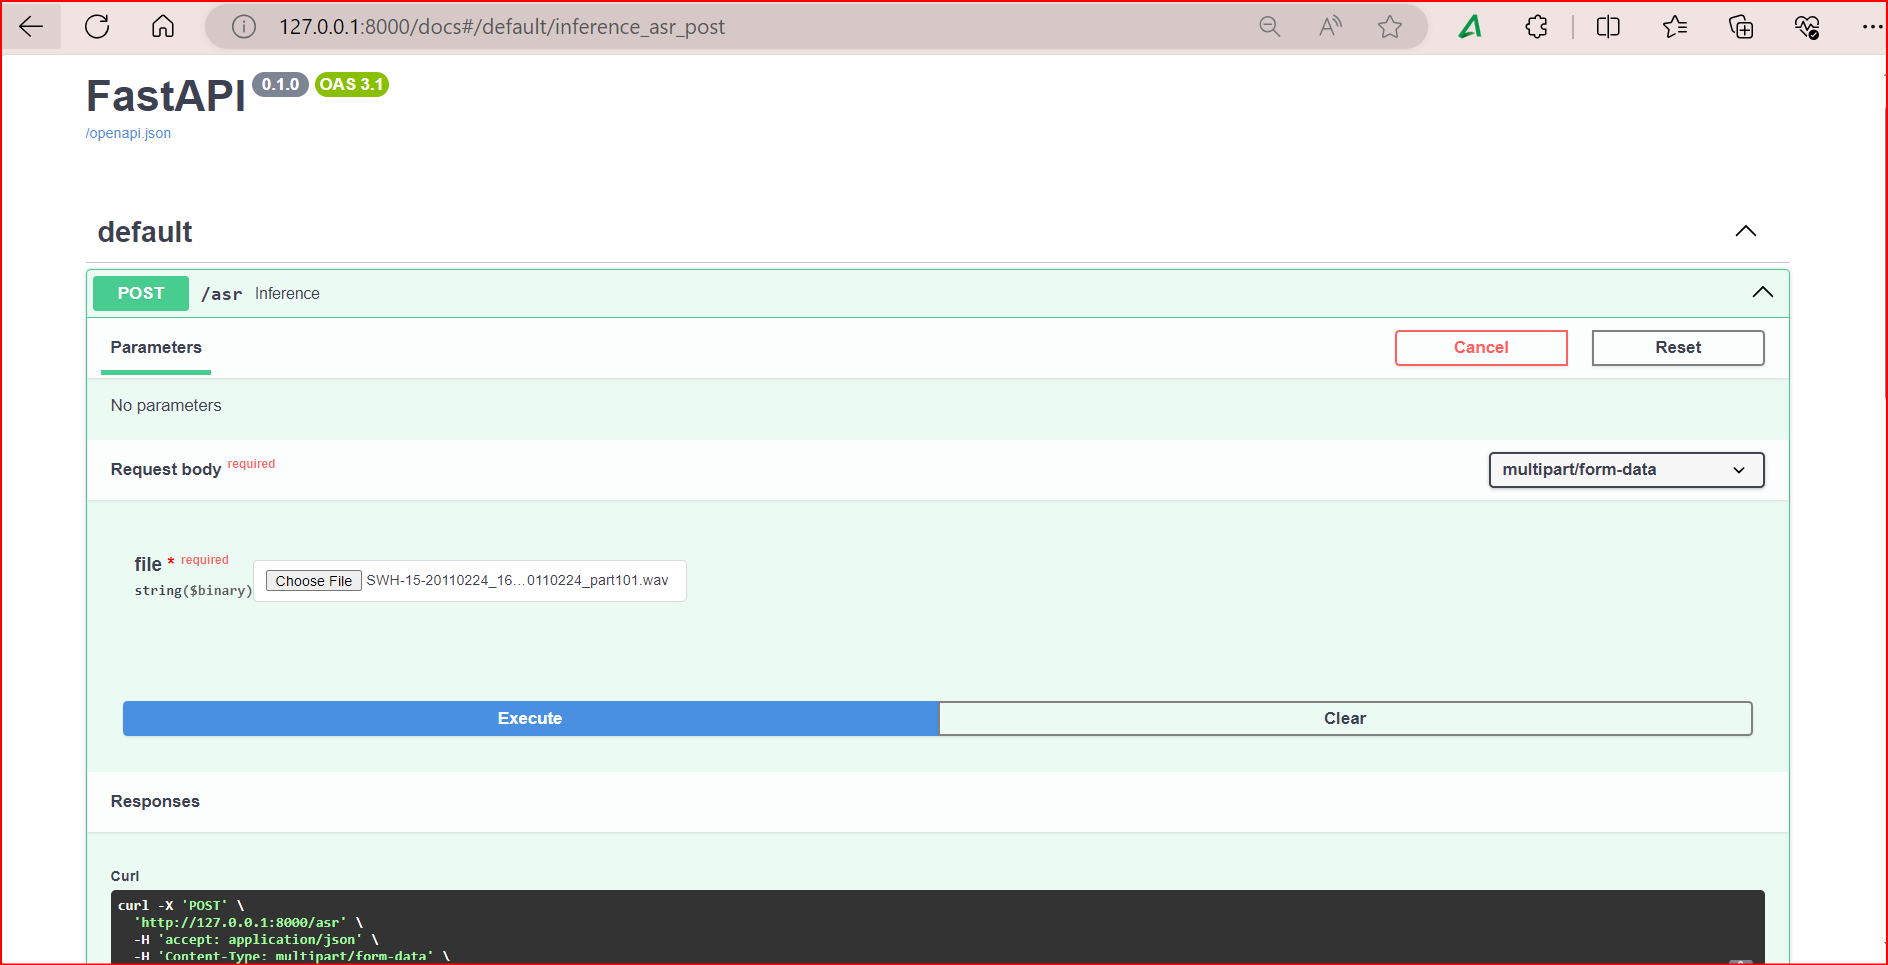 127.0.0.1:8000/docs#/default/inference_asr_post
FastAPI 0.1.0 OAS 3.1
/openapi.json
default
POST /asr Inference
Parameters
Cancel
Reset
No parameters
Request body required
multipart/form-data
file * required
string($binary)
Choose File SWH-15-20110224_16...0110224_part101.wav
Execute
Clear
Responses
Curl
curl -X 'POST' \
'http://127.0.0.1:8000/asr' \
-H 'accept: application/json' \
-H 'Content-Type: multipart/form-data' \